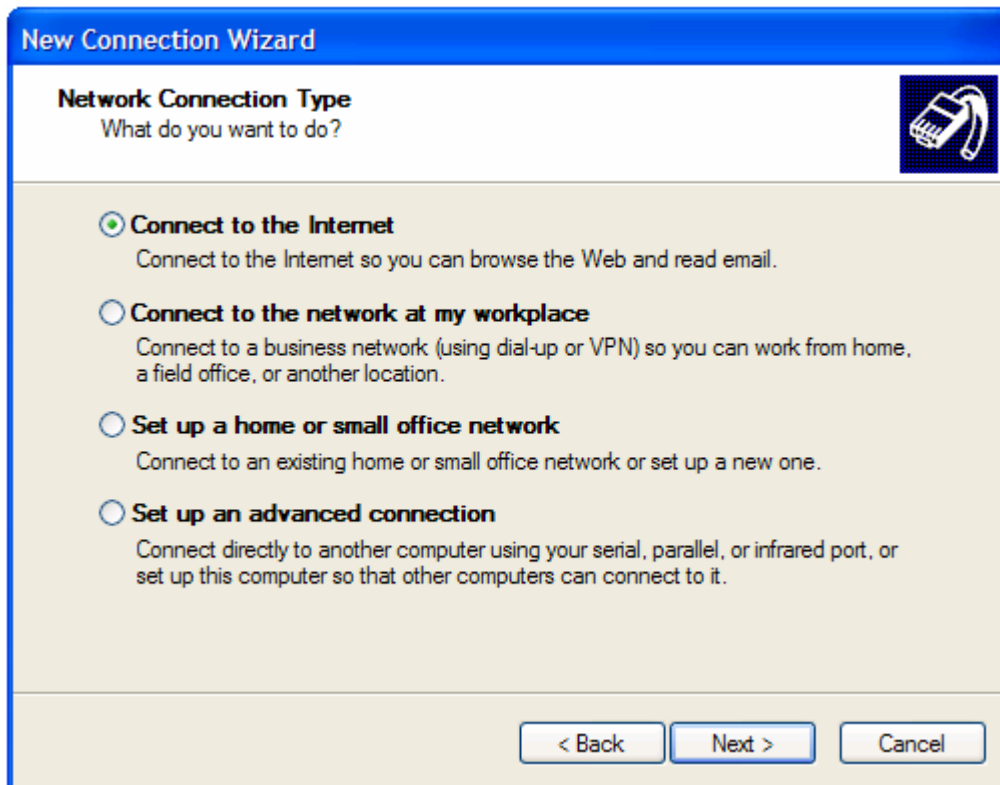 New Connection Wizard
Network Connection Type
What do you want to do?
Connect to the Internet
Connect to the Internet so you can browse the Web and read email.
Connect to the network at my workplace
Connect to a business network (using dial-up or VPN) so you can work from home,
a field office, or another location.
Set up a home or small office network
Connect to an existing home or small office network or set up a new one.
Set up an advanced connection
Connect directly to another computer using your serial, parallel, or infrared port, or
set up this computer so that other computers can connect to it.
< Back Next > Cancel